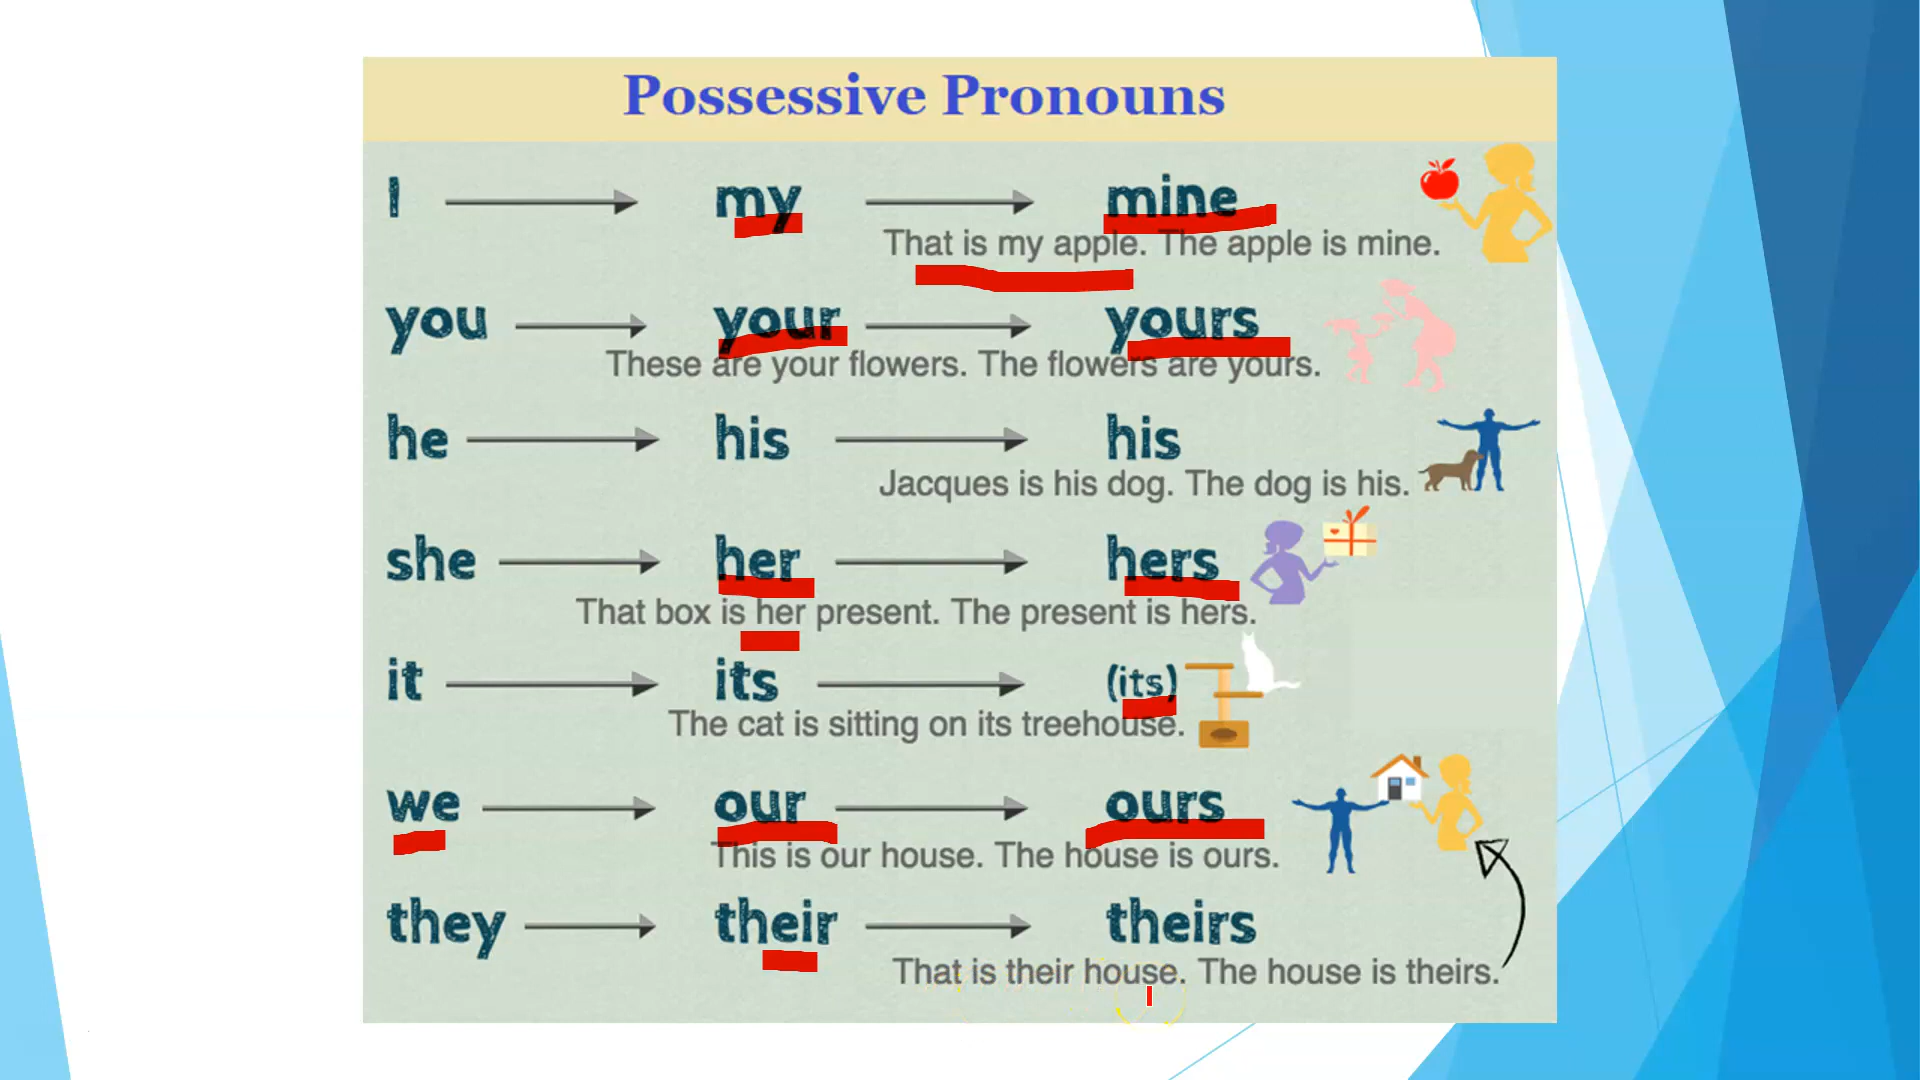 Possessive Pronouns
I my mine
That is my apple. The apple is mine.
you your yours
These are your flowers. The flowers are yours.
he his his
Jacques is his dog. The dog is his.
she her hers
That box is her present. The present is hers.
it its (its)
The cat is sitting on its treehouse.
we our ours
This is our house. The house is ours.
they their theirs
That is their house. The house is theirs.